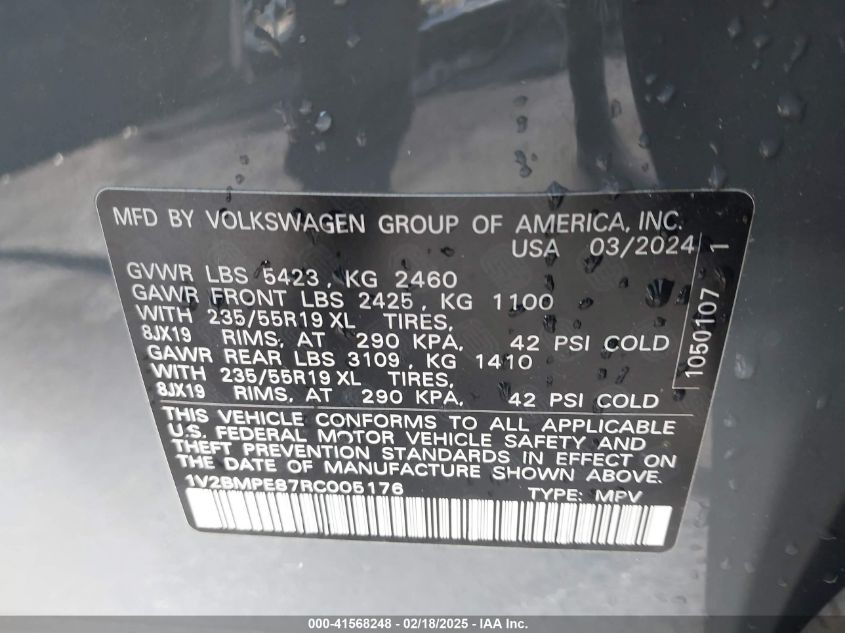 MFD BY VOLKSWAGEN GROUP OF AMERICA, INC.
USA 03/2024
GVWR LBS 5423, KG 2460
GAWR FRONT LBS 2425, KG 1100
WITH 235/55R19 XL TIRES,
8JX19 RIMS, AT 290 KPA, 42 PSI COLD
GAWR REAR LBS 3109, KG 1410
WITH 235/55R19 XL TIRES,
8JX19 RIMS, AT 290 KPA, 42 PSI COLD
THIS VEHICLE CONFORMS TO ALL APPLICABLE
U.S. FEDERAL MOTOR VEHICLE SAFETY AND
THEFT PREVENTION STANDARDS IN EFFECT ON
THE DATE OF MANUFACTURE SHOWN ABOVE.
1V2BMPE87RC005176 TYPE: MPV
1050107 1
000-41568248 - 02/18/2025 - IAA Inc.